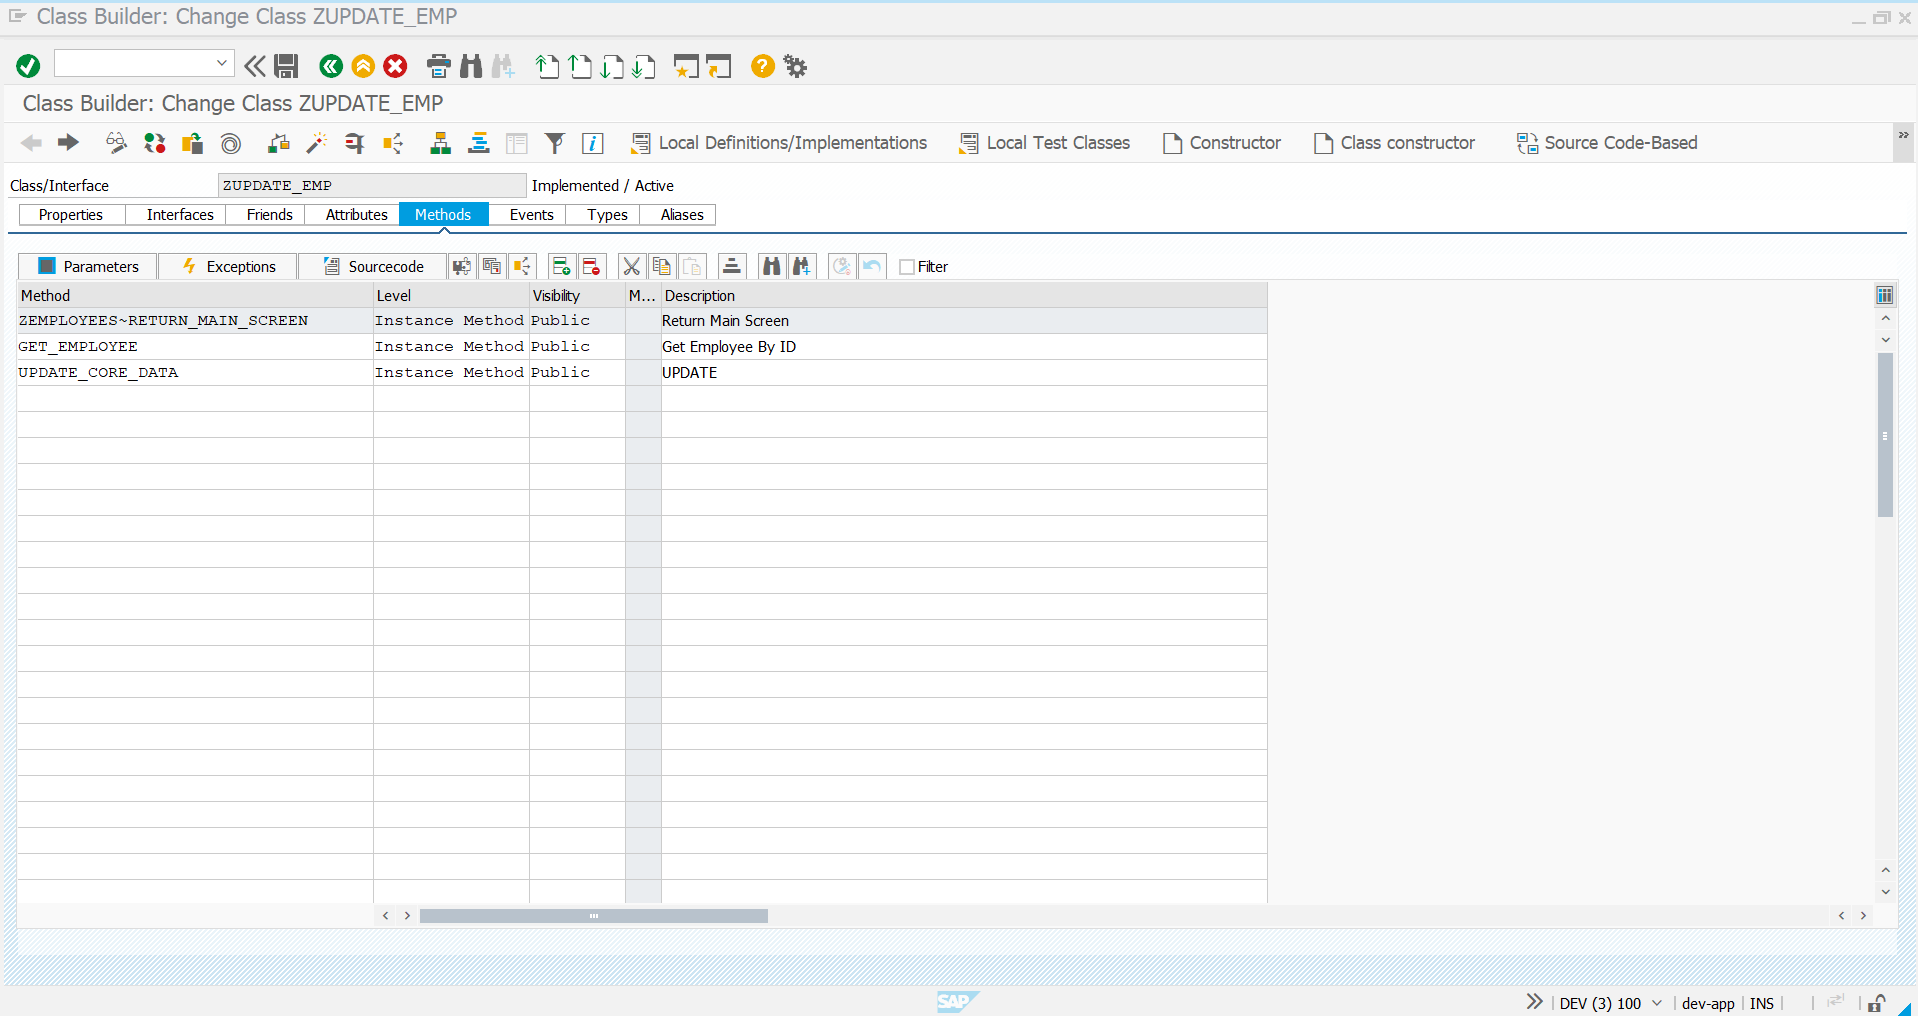 Class Builder: Change Class ZUPDATE_EMP
Class Builder: Change Class ZUPDATE_EMP
Local Definitions/Implementations Local Test Classes Constructor Class constructor Source Code-Based
Class/Interface ZUPDATE_EMP Implemented / Active
Properties Interfaces Friends Attributes Methods Events Types Aliases
Parameters Exceptions Sourcecode Filter
Method Level Visibility M... Description
ZEMPLOYEES~RETURN_MAIN_SCREEN Instance Method Public Return Main Screen
GET_EMPLOYEE Instance Method Public Get Employee By ID
UPDATE_CORE_DATA Instance Method Public UPDATE
SAP DEV (3) 100 dev-app INS